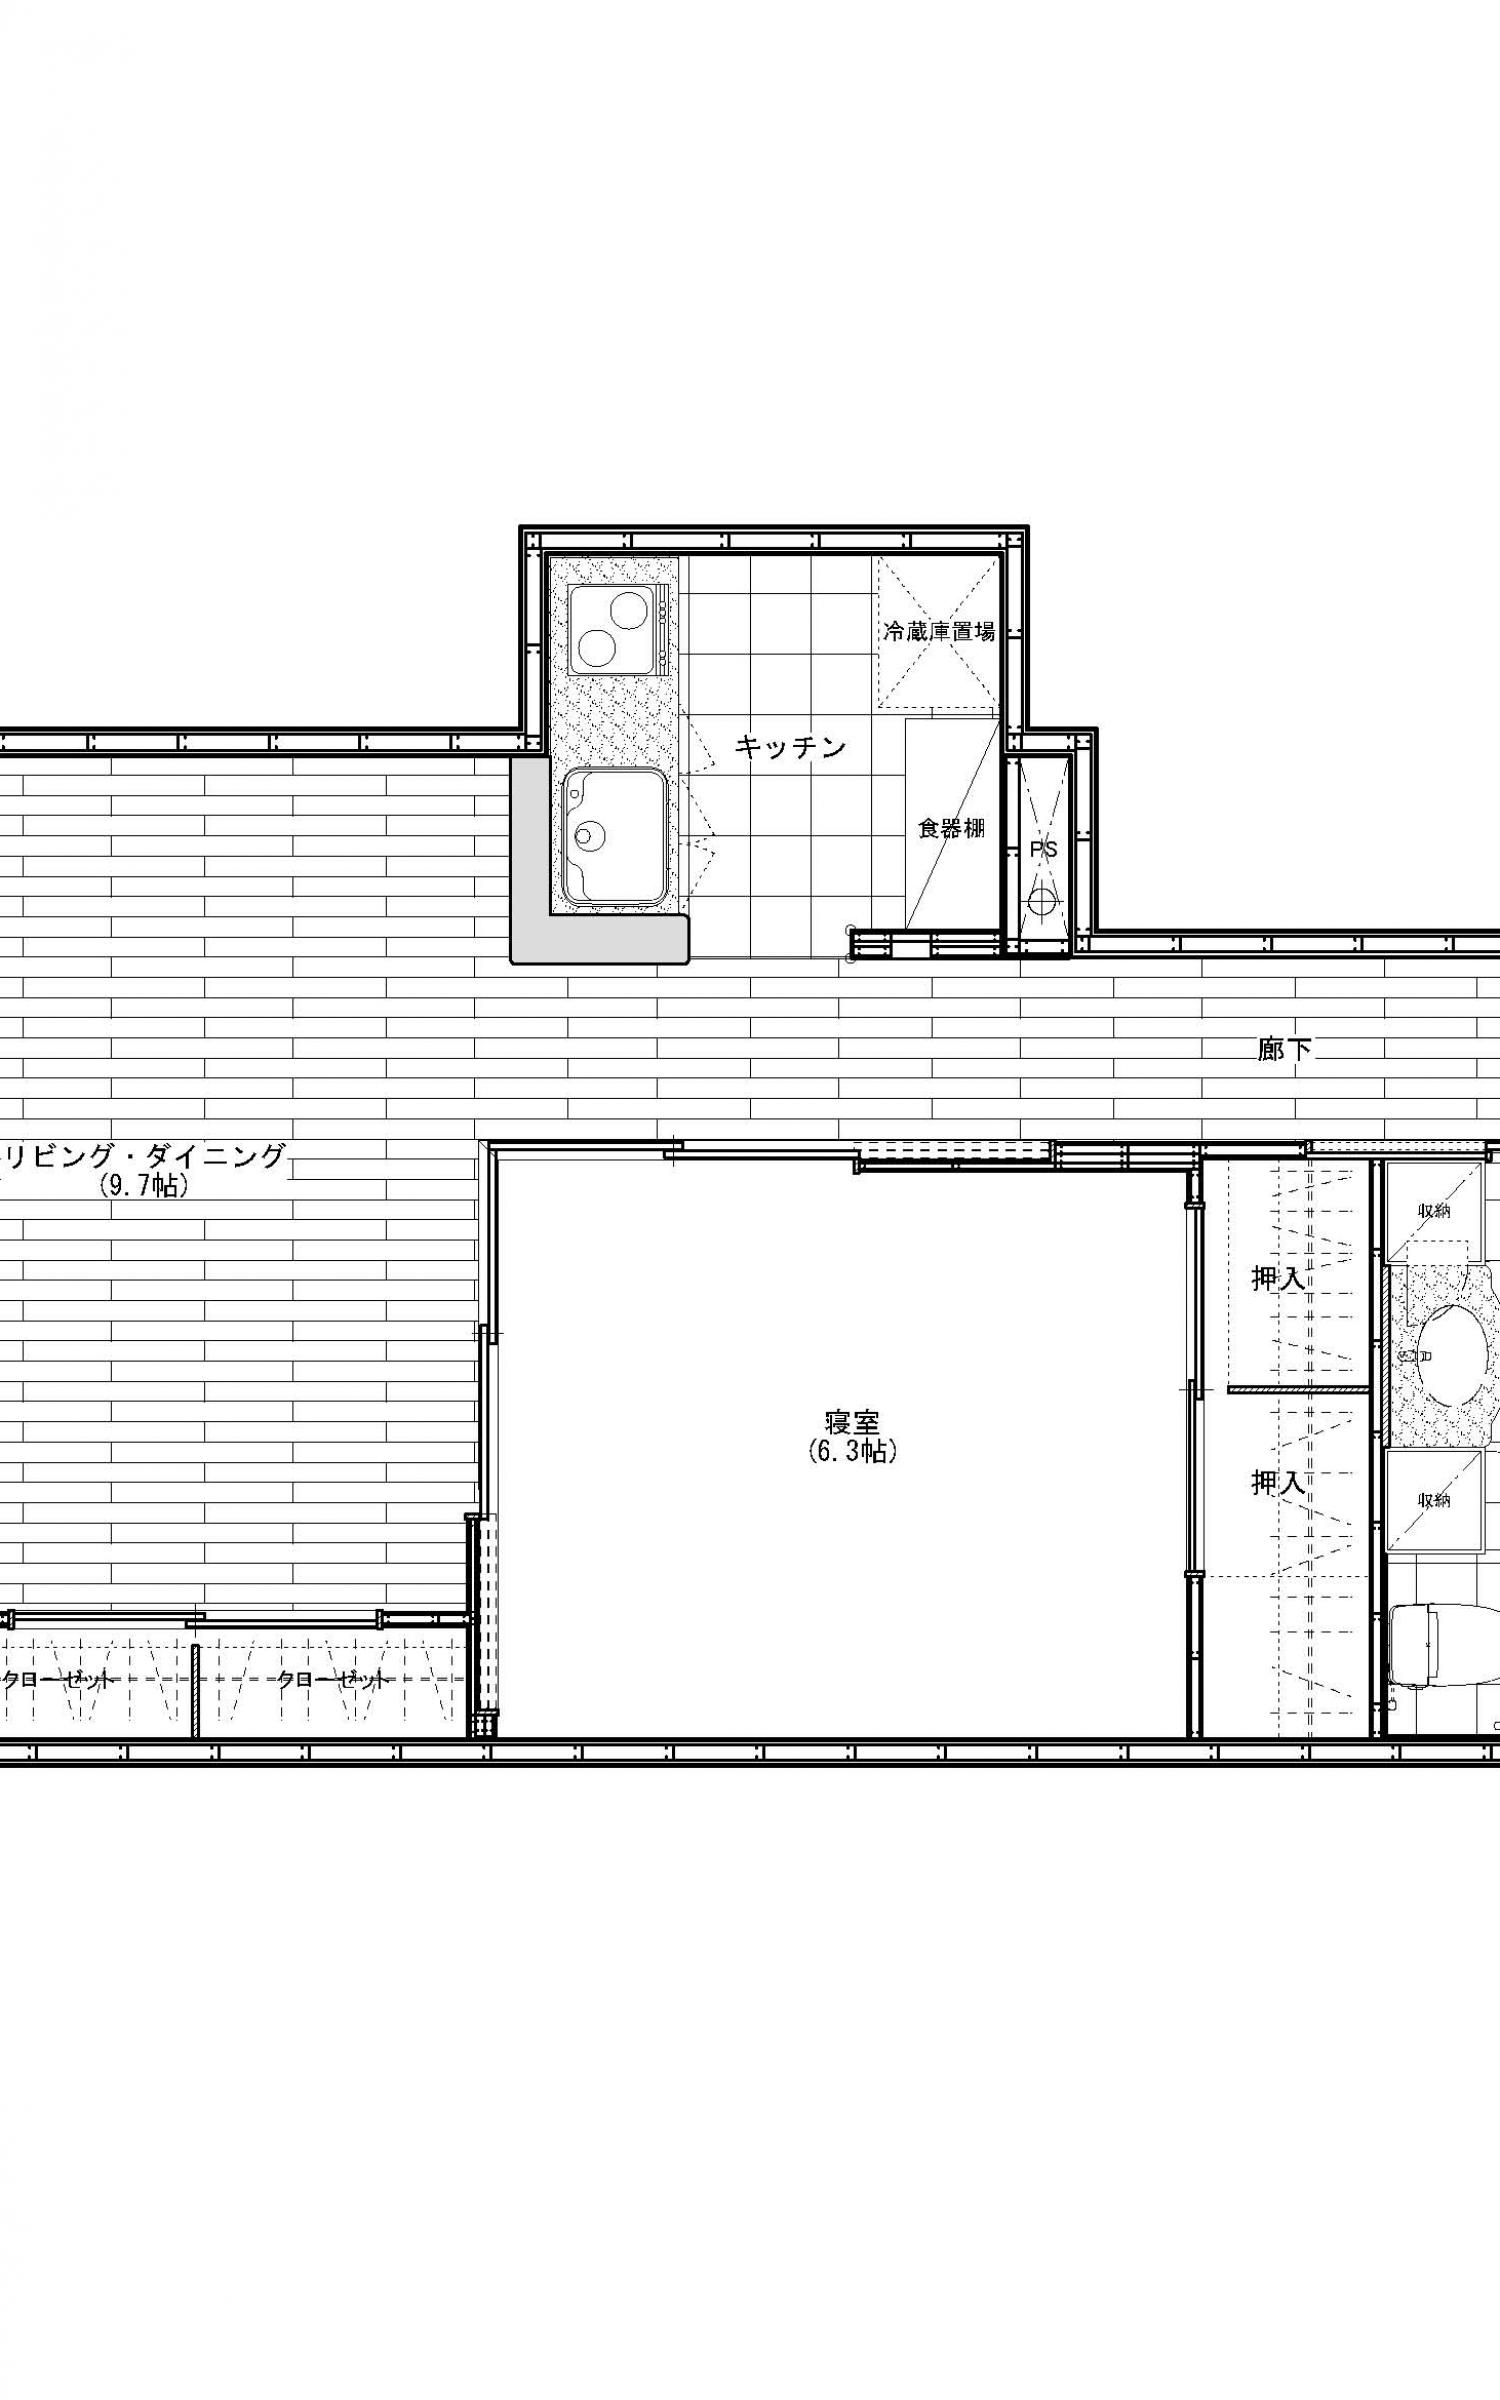 冷蔵庫置場
キッチン
食器棚
PS
廊下
リビング・ダイニング
(9.7帖)
収納
押入
寝室
(6.3帖)
押入
収納
クローゼット
クローゼット